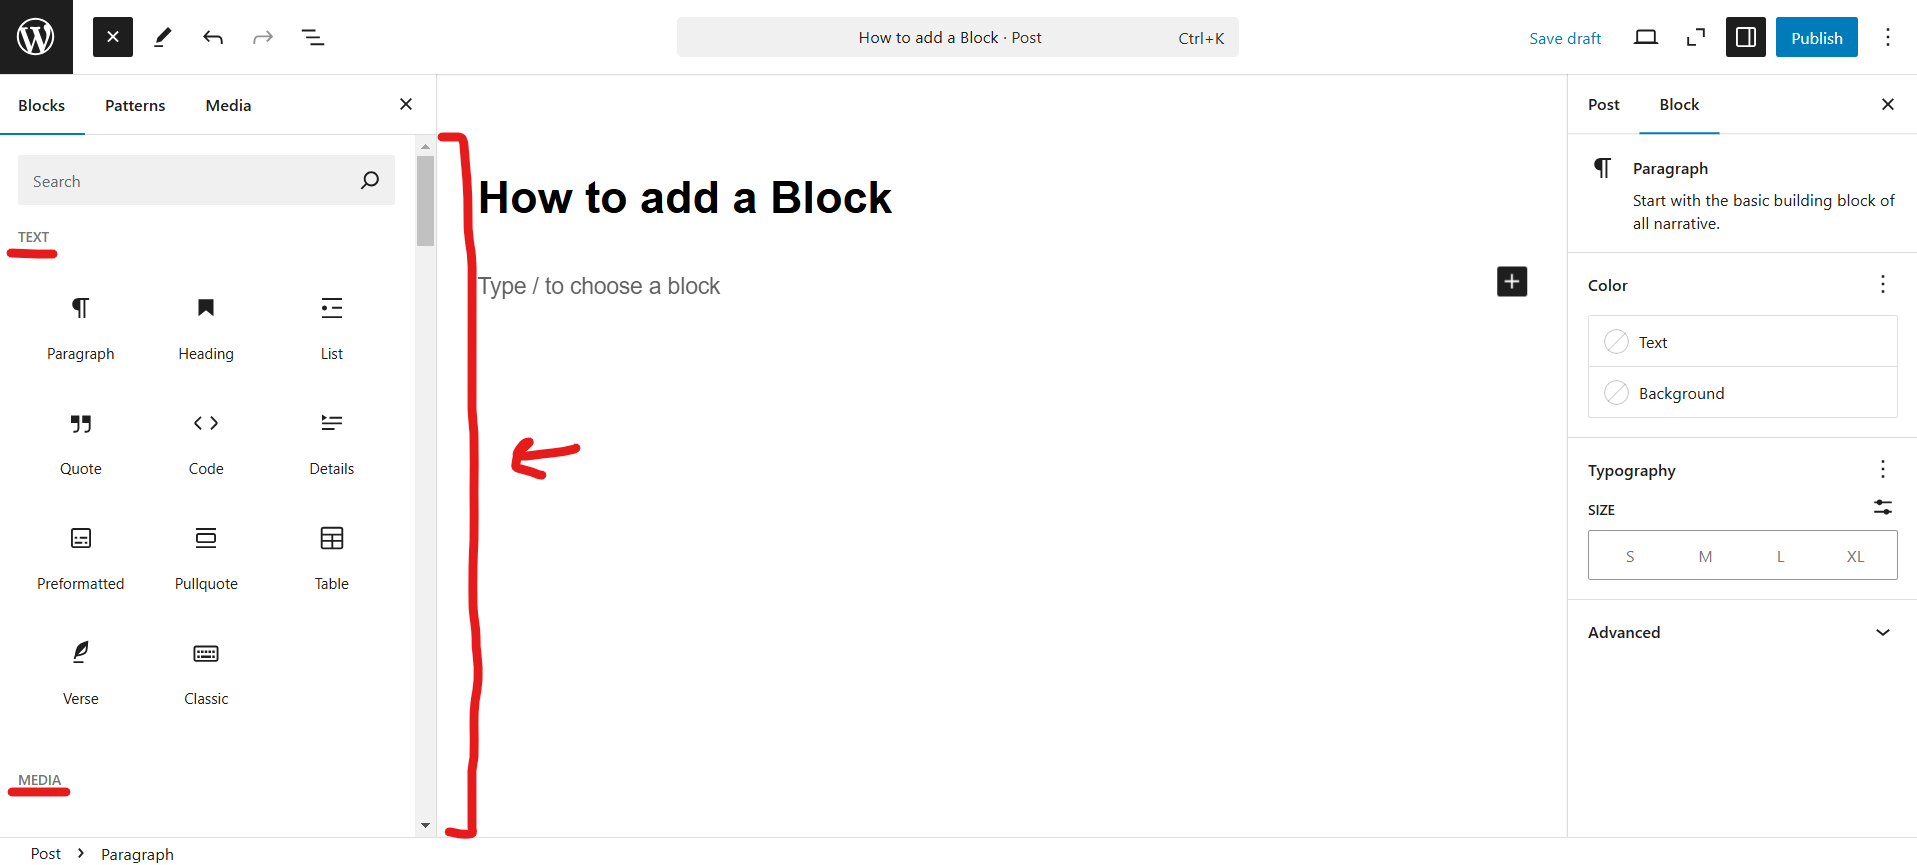 How to add a Block · Post Ctrl+K
Save draft
Publish
Blocks Patterns Media
Search
TEXT
Paragraph Heading List
Quote Code Details
Preformatted Pullquote Table
Verse Classic
MEDIA
How to add a Block
Type / to choose a block
Post Block
Paragraph
Start with the basic building block of
all narrative.
Color
Text
Background
Typography
SIZE
S M L XL
Advanced
Post > Paragraph